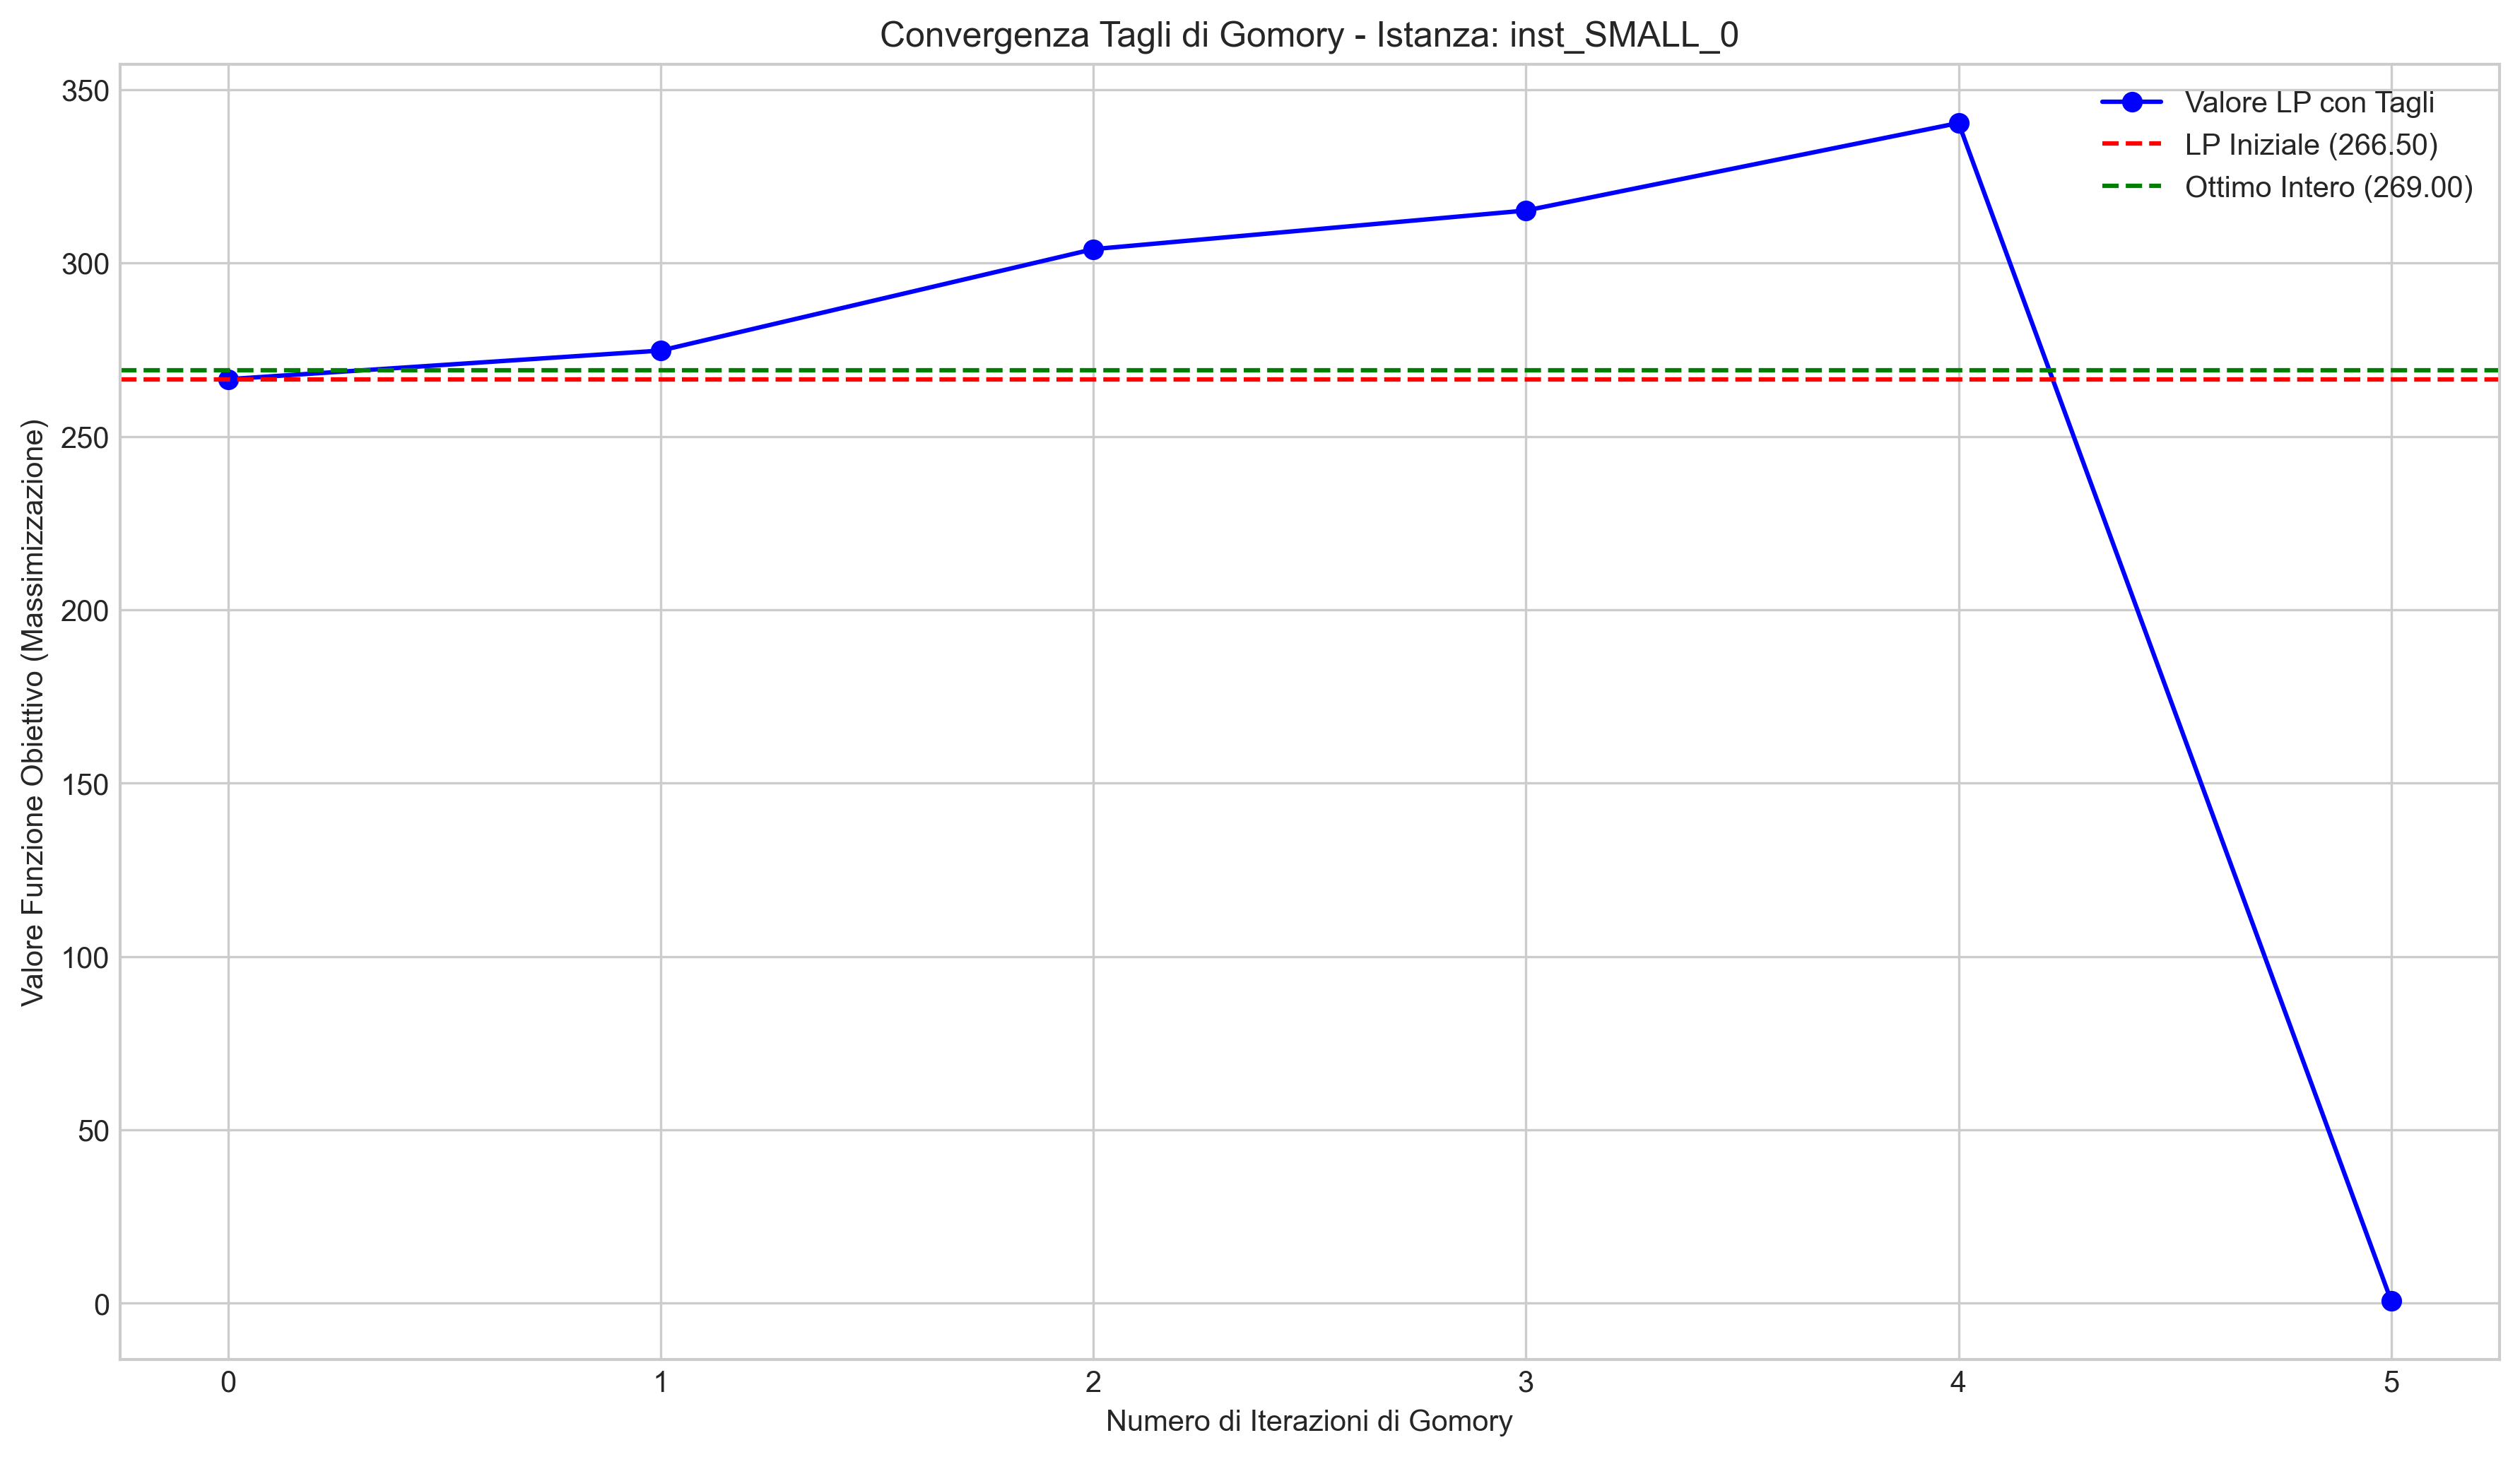 Convergenza Tagli di Gomory - Istanza: inst_SMALL_0
Valore LP con Tagli
LP Iniziale (266.50)
Ottimo Intero (269.00)
Valore Funzione Obiettivo (Massimizzazione)
350
300
250
200
150
100
50
0
0 1 2 3 4 5
Numero di Iterazioni di Gomory